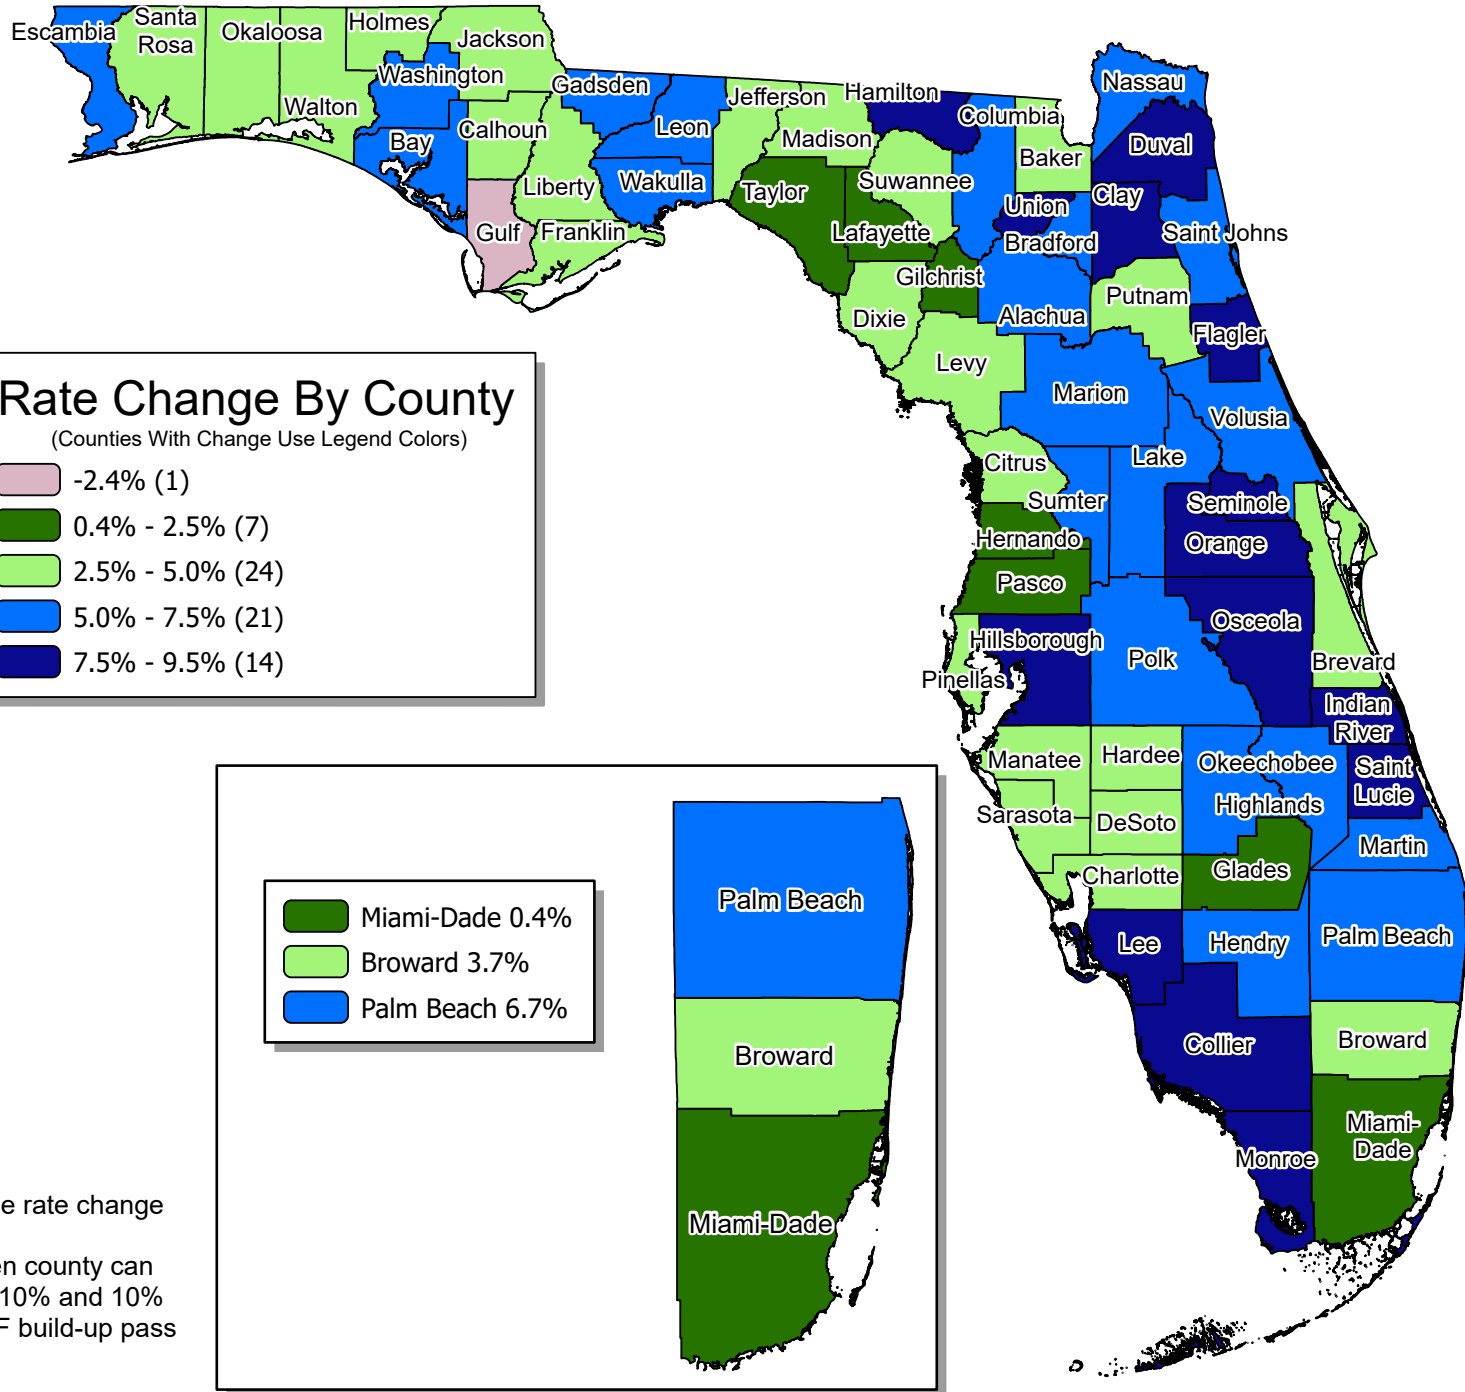 Escambia
Santa
Rosa
Okaloosa
Holmes
Jackson
Washington
Walton
Bay
Calhoun
Gadsden
Leon
Liberty
Wakulla
Gulf
Franklin
Jefferson
Madison
Hamilton
Columbia
Baker
Nassau
Duval
Taylor
Suwannee
Lafayette
Union
Clay
Bradford
Saint Johns
Gilchrist
Dixie
Alachua
Putnam
Flagler
Levy
Marion
Volusia
Citrus
Lake
Sumter
Seminole
Hernando
Orange
Pasco
Osceola
Hillsborough
Polk
Pinellas
Brevard
Indian
River
Manatee
Hardee
Okeechobee
Saint
Lucie
Sarasota
DeSoto
Highlands
Martin
Charlotte
Glades
Lee
Hendry
Palm Beach
Collier
Broward
Miami-
Dade
Monroe
Rate Change By County
(Counties With Change Use Legend Colors)
-2.4% (1)
0.4% - 2.5% (7)
2.5% - 5.0% (24)
5.0% - 7.5% (21)
7.5% - 9.5% (14)
Miami-Dade 0.4%
Broward 3.7%
Palm Beach 6.7%
Palm Beach
Broward
Miami-Dade
e rate change
en county can
10% and 10%
F build-up pass